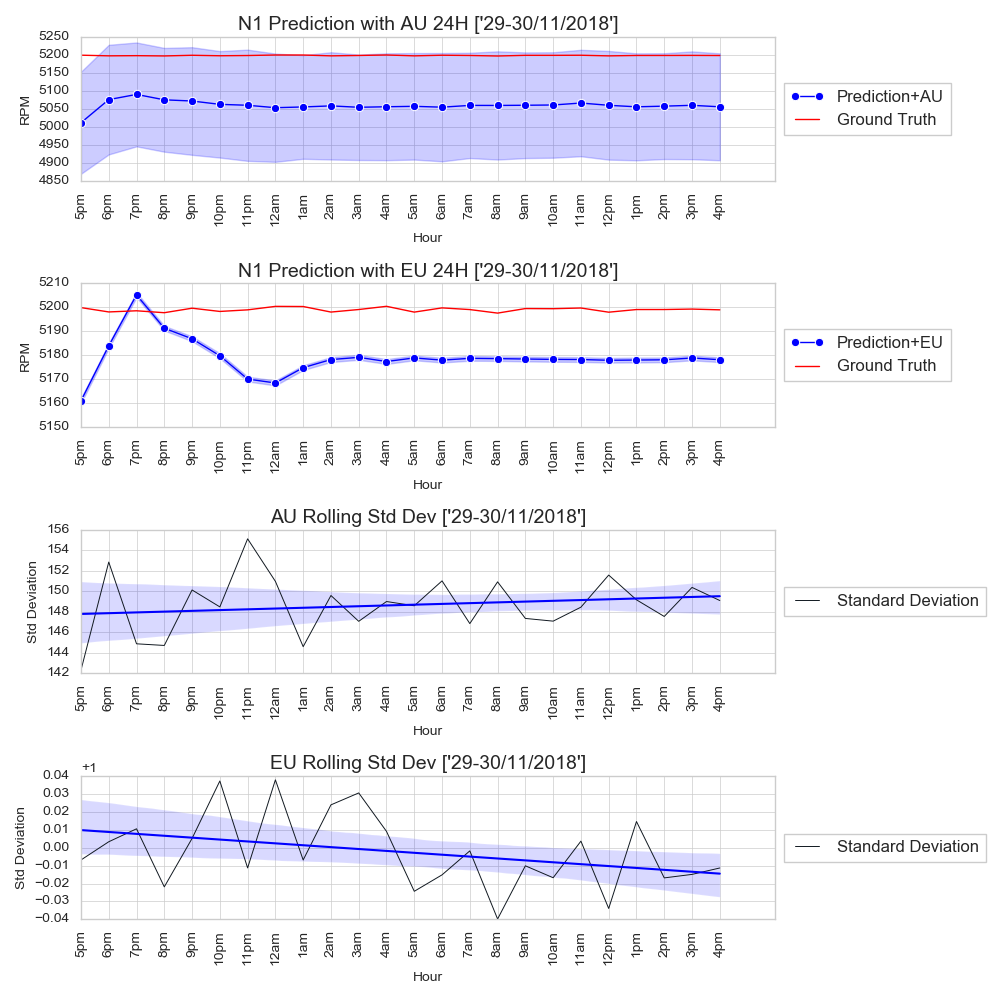 N1 Prediction with AU 24H ['29-30/11/2018']
5250
5200
5150
5100
5050
5000
4950
4900
4850
RPM
5pm 6pm 7pm 8pm 9pm 10pm 11pm 12am 1am 2am 3am 4am 5am 6am 7am 8am 9am 10am 11am 12pm 1pm 2pm 3pm 4pm
Hour
Prediction+AU
Ground Truth
N1 Prediction with EU 24H ['29-30/11/2018']
5210
5200
5190
5180
5170
5160
5150
RPM
5pm 6pm 7pm 8pm 9pm 10pm 11pm 12am 1am 2am 3am 4am 5am 6am 7am 8am 9am 10am 11am 12pm 1pm 2pm 3pm 4pm
Hour
Prediction+EU
Ground Truth
AU Rolling Std Dev ['29-30/11/2018']
156
154
152
150
148
146
144
142
Std Deviation
5pm 6pm 7pm 8pm 9pm 10pm 11pm 12am 1am 2am 3am 4am 5am 6am 7am 8am 9am 10am 11am 12pm 1pm 2pm 3pm 4pm
Hour
Standard Deviation
EU Rolling Std Dev ['29-30/11/2018']
+1
0.04
0.03
0.02
0.01
0.00
−0.01
−0.02
−0.03
−0.04
Std Deviation
5pm 6pm 7pm 8pm 9pm 10pm 11pm 12am 1am 2am 3am 4am 5am 6am 7am 8am 9am 10am 11am 12pm 1pm 2pm 3pm 4pm
Hour
Standard Deviation